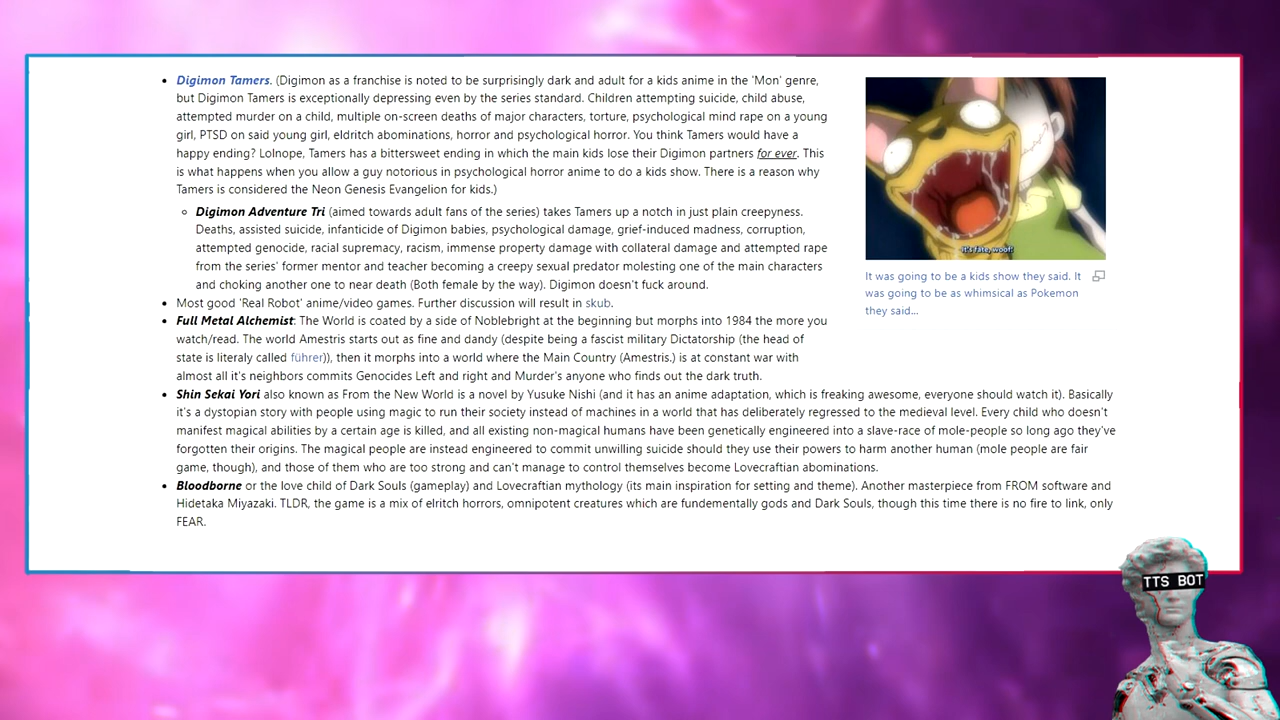 Digimon Tamers. (Digimon as a franchise is noted to be surprisingly dark and adult for a kids anime in the 'Mon' genre,
but Digimon Tamers is exceptionally depressing even by the series standard. Children attempting suicide, child abuse,
attempted murder on a child, multiple on-screen deaths of major characters, torture, psychological mind rape on a young
girl, PTSD on said young girl, eldritch abominations, horror and psychological horror. You think Tamers would have a
happy ending? Lolnope, Tamers has a bittersweet ending in which the main kids lose their Digimon partners for ever. This
is what happens when you allow a guy notorious in psychological horror anime to do a kids show. There is a reason why
Tamers is considered the Neon Genesis Evangelion for kids.)
Digimon Adventure Tri (aimed towards adult fans of the series) takes Tamers up a notch in just plain creepyness.
Deaths, assisted suicide, infanticide of Digimon babies, psychological damage, grief-induced madness, corruption,
attempted genocide, racial supremacy, racism, immense property damage with collateral damage and attempted rape
from the series' former mentor and teacher becoming a creepy sexual predator molesting one of the main characters
and choking another one to near death (Both female by the way). Digimon doesn't fuck around.
Most good 'Real Robot' anime/video games. Further discussion will result in skub.
Full Metal Alchemist: The World is coated by a side of Noblebright at the beginning but morphs into 1984 the more you
watch/read. The world Amestris starts out as fine and dandy (despite being a fascist military Dictatorship (the head of
state is literaly called führer)), then it morphs into a world where the Main Country (Amestris.) is at constant war with
almost all it's neighbors commits Genocides Left and right and Murder's anyone who finds out the dark truth.
Shin Sekai Yori also known as From the New World is a novel by Yusuke Nishi (and it has an anime adaptation, which is freaking awesome, everyone should watch it). Basically
it's a dystopian story with people using magic to run their society instead of machines in a world that has deliberately regressed to the medieval level. Every child who doesn't
manifest magical abilities by a certain age is killed, and all existing non-magical humans have been genetically engineered into a slave-race of mole-people so long ago they've
forgotten their origins. The magical people are instead engineered to commit unwilling suicide should they use their powers to harm another human (mole people are fair
game, though), and those of them who are too strong and can't manage to control themselves become Lovecraftian abominations.
Bloodborne or the love child of Dark Souls (gameplay) and Lovecraftian mythology (its main inspiration for setting and theme). Another masterpiece from FROM software and
Hidetaka Miyazaki. TLDR, the game is a mix of elritch horrors, omnipotent creatures which are fundementally gods and Dark Souls, though this time there is no fire to link, only
FEAR.
It's fate, woof!
It was going to be a kids show they said. It
was going to be as whimsical as Pokemon
they said...
TTS BOT